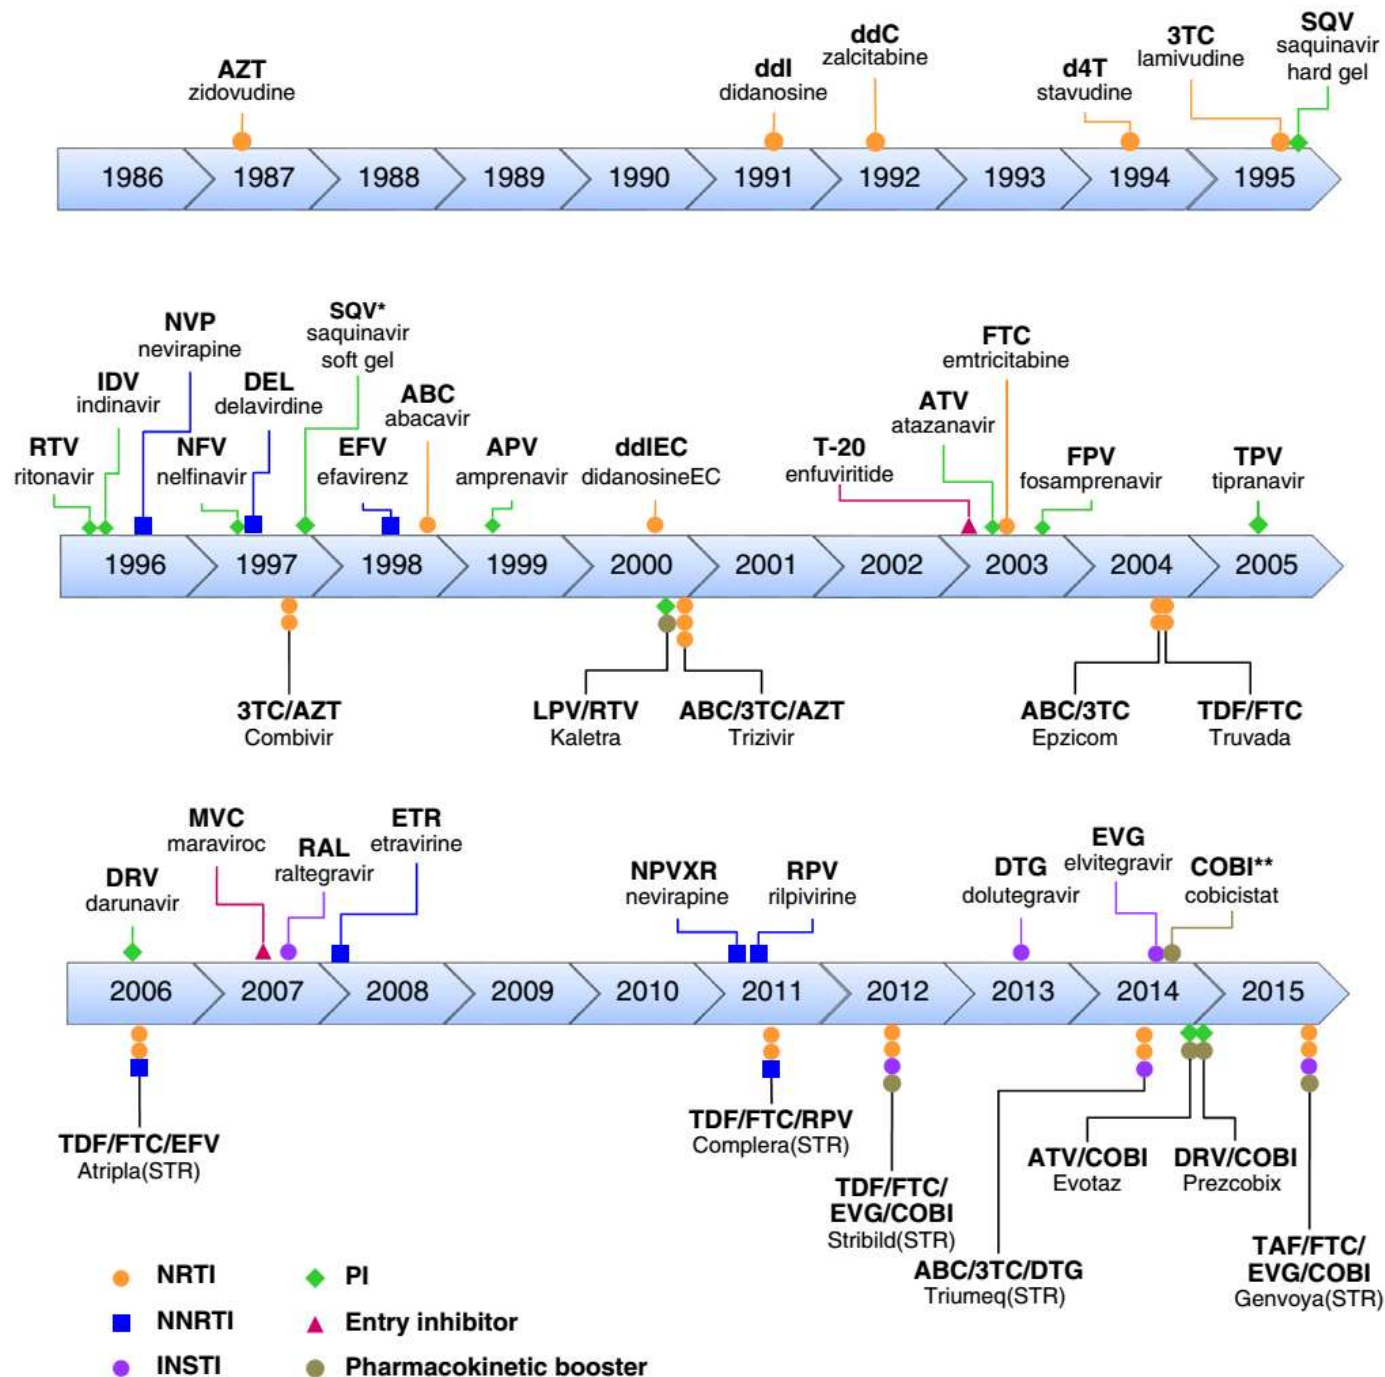 AZT
zidovudine
ddI
didanosine
ddC
zalcitabine
d4T
stavudine
3TC
lamivudine
SQV
saquinavir
hard gel
1986
1987
1988
1989
1990
1991
1992
1993
1994
1995
RTV
ritonavir
IDV
indinavir
NVP
nevirapine
NFV
nelfinavir
DEL
delavirdine
SQV*
saquinavir
soft gel
EFV
efavirenz
ABC
abacavir
APV
amprenavir
ddIEC
didanosineEC
T-20
enfuviritide
ATV
atazanavir
FTC
emtricitabine
FPV
fosamprenavir
TPV
tipranavir
1996
1997
1998
1999
2000
2001
2002
2003
2004
2005
3TC/AZT
Combivir
LPV/RTV
Kaletra
ABC/3TC/AZT
Trizivir
ABC/3TC
Epzicom
TDF/FTC
Truvada
DRV
darunavir
MVC
maraviroc
RAL
raltegravir
ETR
etravirine
NPVXR
nevirapine
RPV
rilpivirine
DTG
dolutegravir
EVG
elvitegravir
COBI**
cobicistat
2006
2007
2008
2009
2010
2011
2012
2013
2014
2015
TDF/FTC/EFV
Atripla(STR)
TDF/FTC/RPV
Complera(STR)
TDF/FTC/
EVG/COBI
Stribild(STR)
ABC/3TC/DTG
Triumeq(STR)
ATV/COBI
Evotaz
DRV/COBI
Prezcobix
TAF/FTC/
EVG/COBI
Genvoya(STR)
NRTI
NNRTI
INSTI
PI
Entry inhibitor
Pharmacokinetic booster